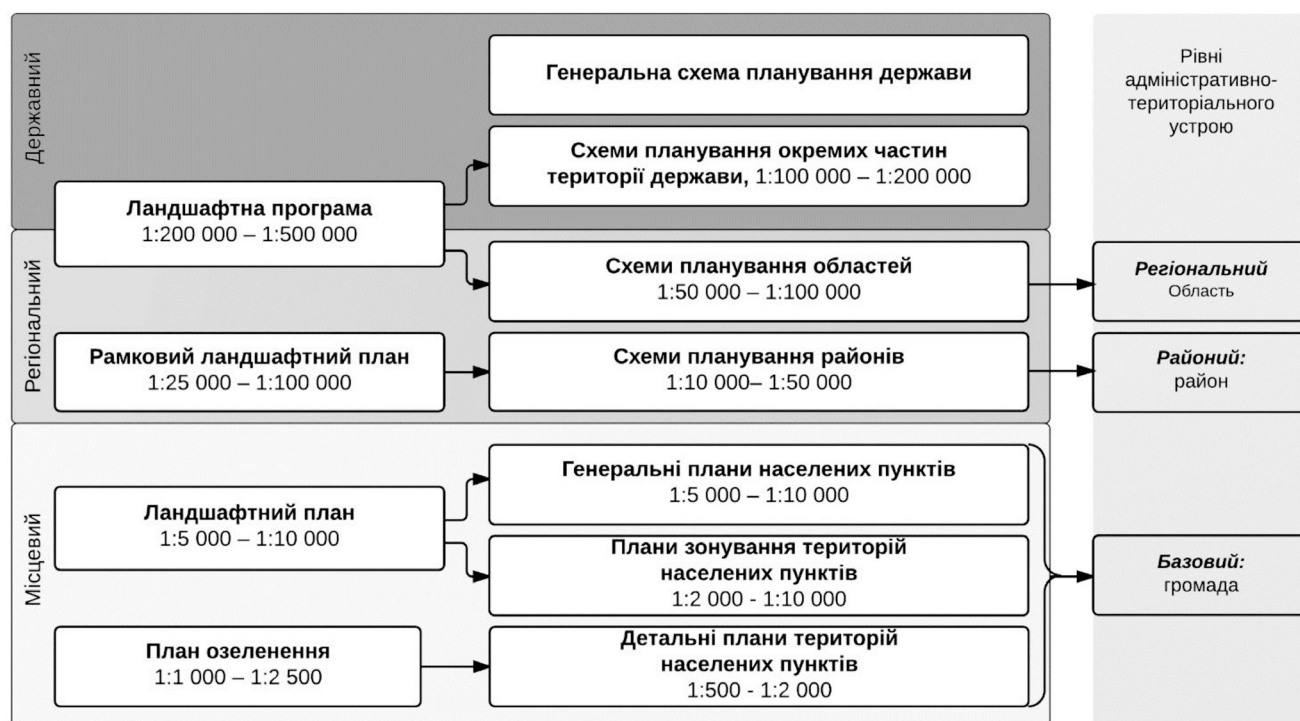 Державний
Генеральна схема планування держави
Схеми планування окремих частин
території держави, 1:100 000 – 1:200 000
Ландшафтна програма
1:200 000 – 1:500 000
Регіональний
Схеми планування областей
1:50 000 – 1:100 000
Рамковий ландшафтний план
1:25 000 – 1:100 000
Схеми планування районів
1:10 000– 1:50 000
Місцевий
Ландшафтний план
1:5 000 – 1:10 000
Генеральні плани населених пунктів
1:5 000 – 1:10 000
Плани зонування територій
населених пунктів
1:2 000 - 1:10 000
План озеленення
1:1 000 – 1:2 500
Детальні плани територій
населених пунктів
1:500 - 1:2 000
Рівні
адміністративно-
територіального
устрою
Регіональний
Область
Районий:
район
Базовий:
громада